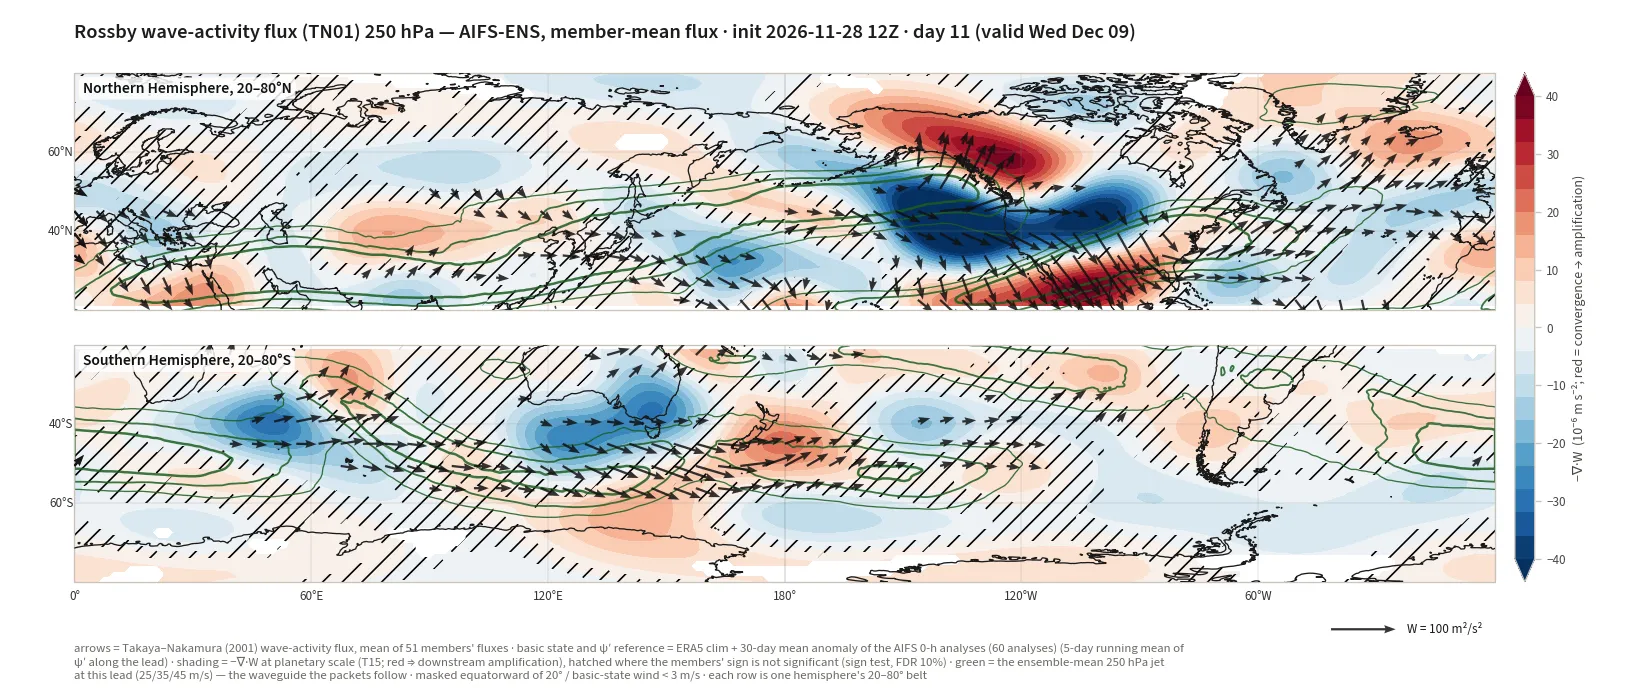 Rossby wave-activity flux (TN01) 250 hPa — AIFS-ENS, member-mean flux · init 2026-11-28 12Z · day 11 (valid Wed Dec 09)
Northern Hemisphere, 20–80°N
60°N
40°N
Southern Hemisphere, 20–80°S
40°S
60°S
0°
60°E
120°E
180°
120°W
60°W
40
30
20
10
0
−10
−20
−30
−40
−∇·W (10⁻⁶ m s⁻²; red = convergence → amplification)
W = 100 m²/s²
arrows = Takaya–Nakamura (2001) wave-activity flux, mean of 51 members' fluxes · basic state and ψ′ reference = ERA5 clim + 30-day mean anomaly of the AIFS 0-h analyses (60 analyses) (5-day running mean of
ψ′ along the lead) · shading = −∇·W at planetary scale (T15; red ⇒ downstream amplification), hatched where the members' sign is not significant (sign test, FDR 10%) · green = the ensemble-mean 250 hPa jet
at this lead (25/35/45 m/s) — the waveguide the packets follow · masked equatorward of 20° / basic-state wind < 3 m/s · each row is one hemisphere's 20–80° belt